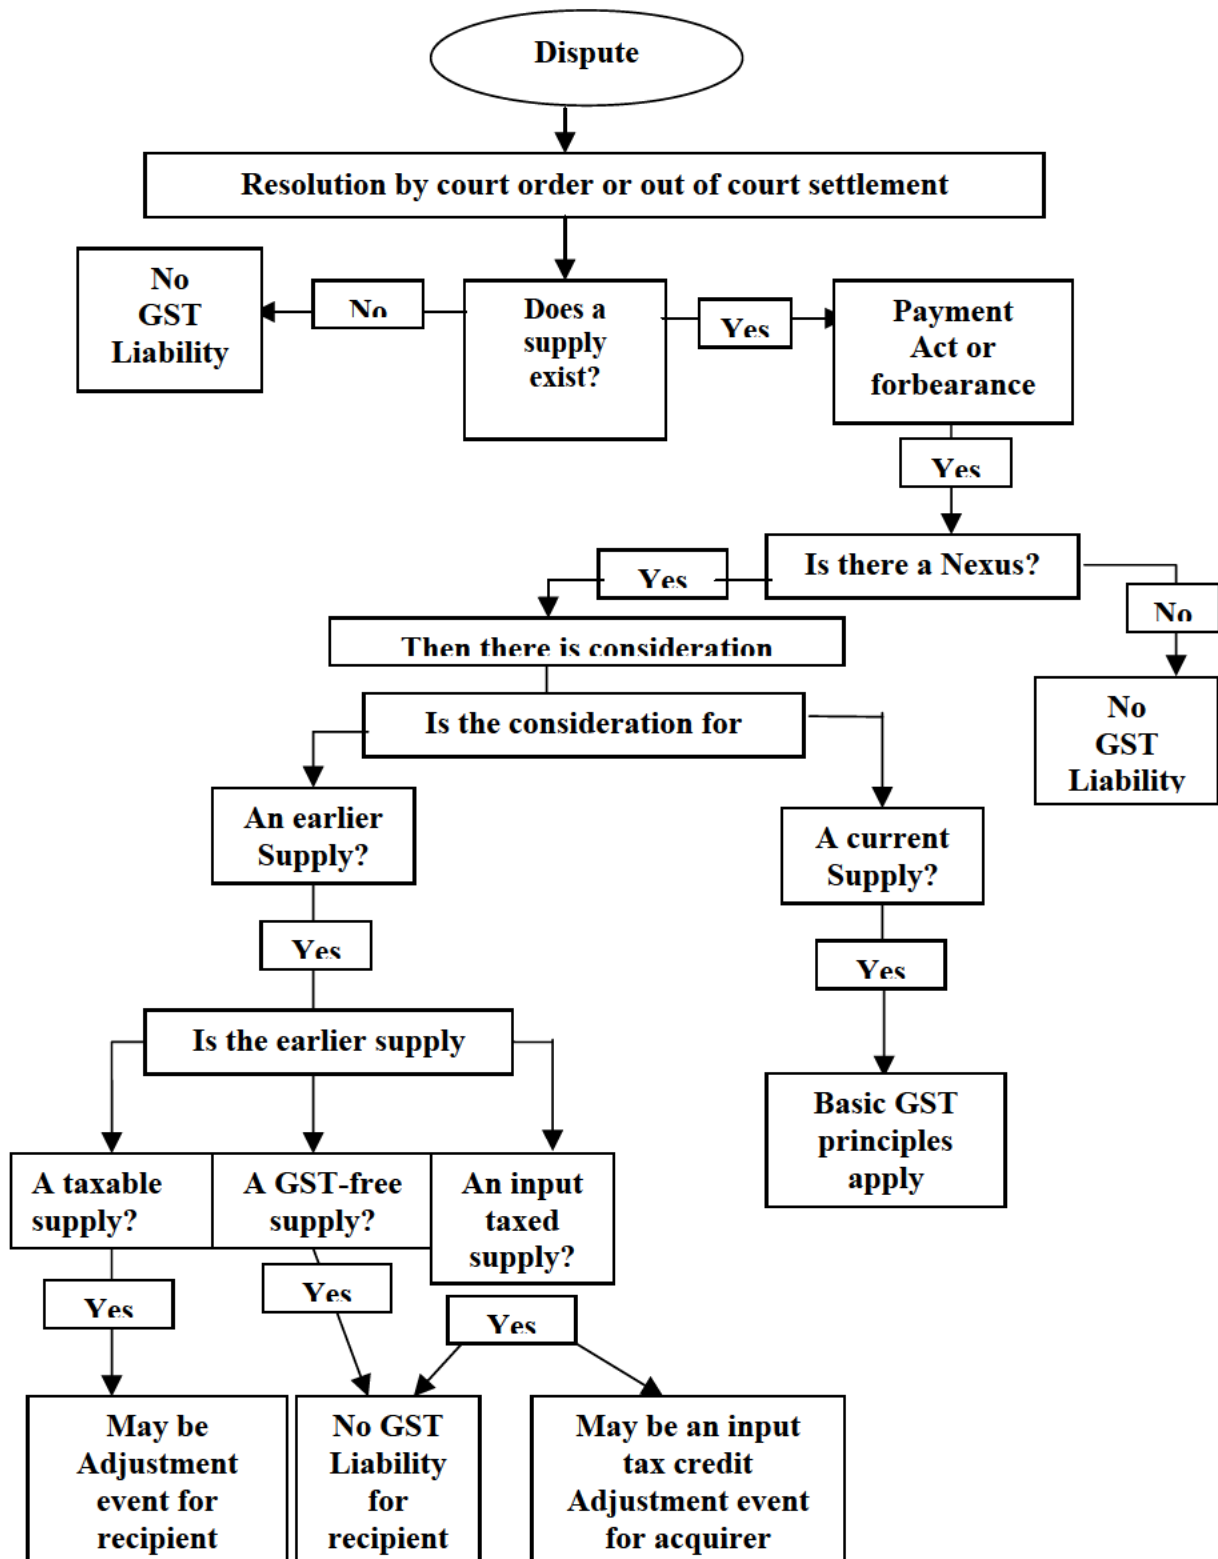 Dispute
Resolution by court order or out of court settlement
No
GST
Liability
No
Does a
supply
exist?
Yes
Payment
Act or
forbearance
Yes
Is there a Nexus?
Yes
No
Then there is consideration
No
GST
Liability
Is the consideration for
An earlier
Supply?
A current
Supply?
Yes
Yes
Is the earlier supply
Basic GST
principles
apply
A taxable
supply?
A GST-free
supply?
An input
taxed
supply?
Yes
Yes
Yes
May be
Adjustment
event for
recipient
No GST
Liability
for
recipient
May be an input
tax credit
Adjustment event
for acquirer